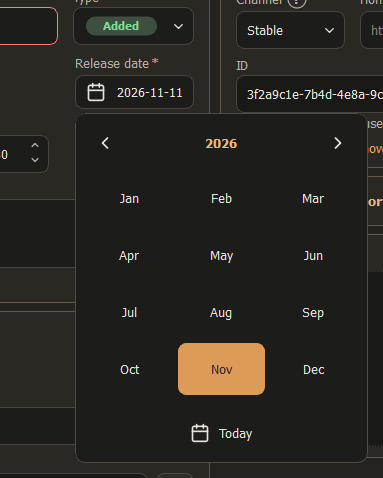 Type
Channel ?
Added
Stable
Release date *
ID
2026-11-11
3f2a9c1e-7b4d-4e8a-9c
2026
Jan Feb Mar
Apr May Jun
Jul Aug Sep
Oct Nov Dec
Today